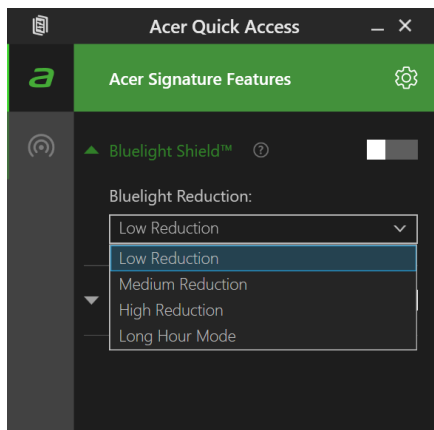 Acer Quick Access
Acer Signature Features
Bluelight Shield™
Bluelight Reduction:
Low Reduction
Low Reduction
Medium Reduction
High Reduction
Long Hour Mode